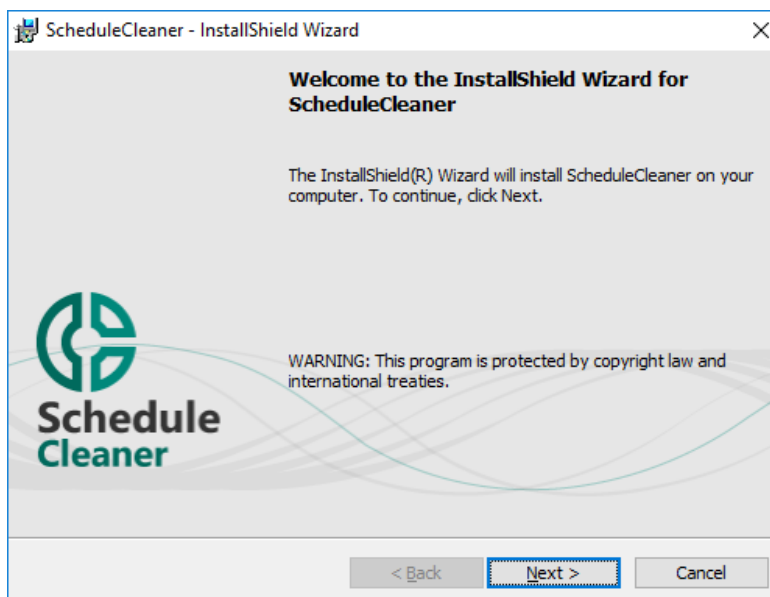 ScheduleCleaner - InstallShield Wizard
Welcome to the InstallShield Wizard for
ScheduleCleaner
The InstallShield(R) Wizard will install ScheduleCleaner on your
computer. To continue, click Next.
WARNING: This program is protected by copyright law and
international treaties.
Schedule
Cleaner
< Back Next > Cancel